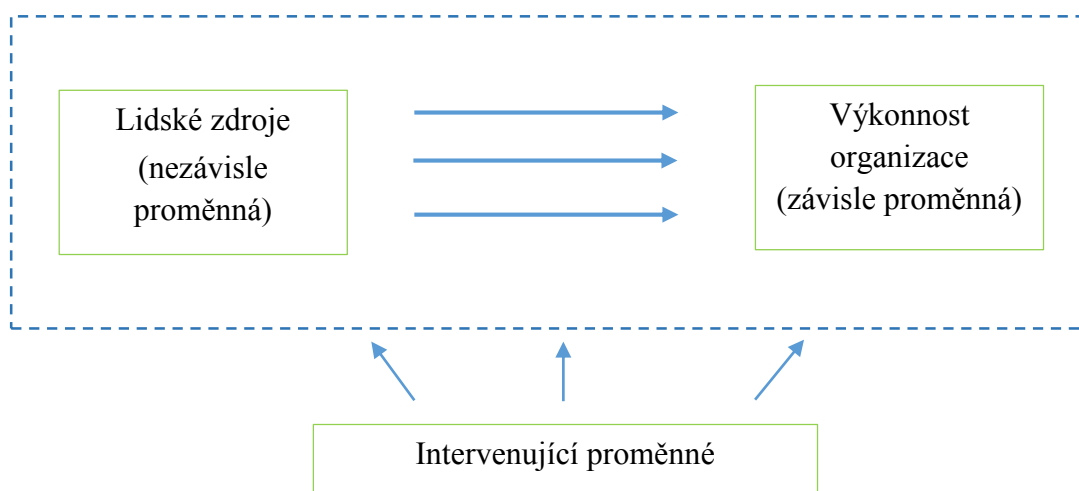 Lidské zdroje
(nezávisle
proměnná)
Výkonnost
organizace
(závisle proměnná)
Intervenující proměnné